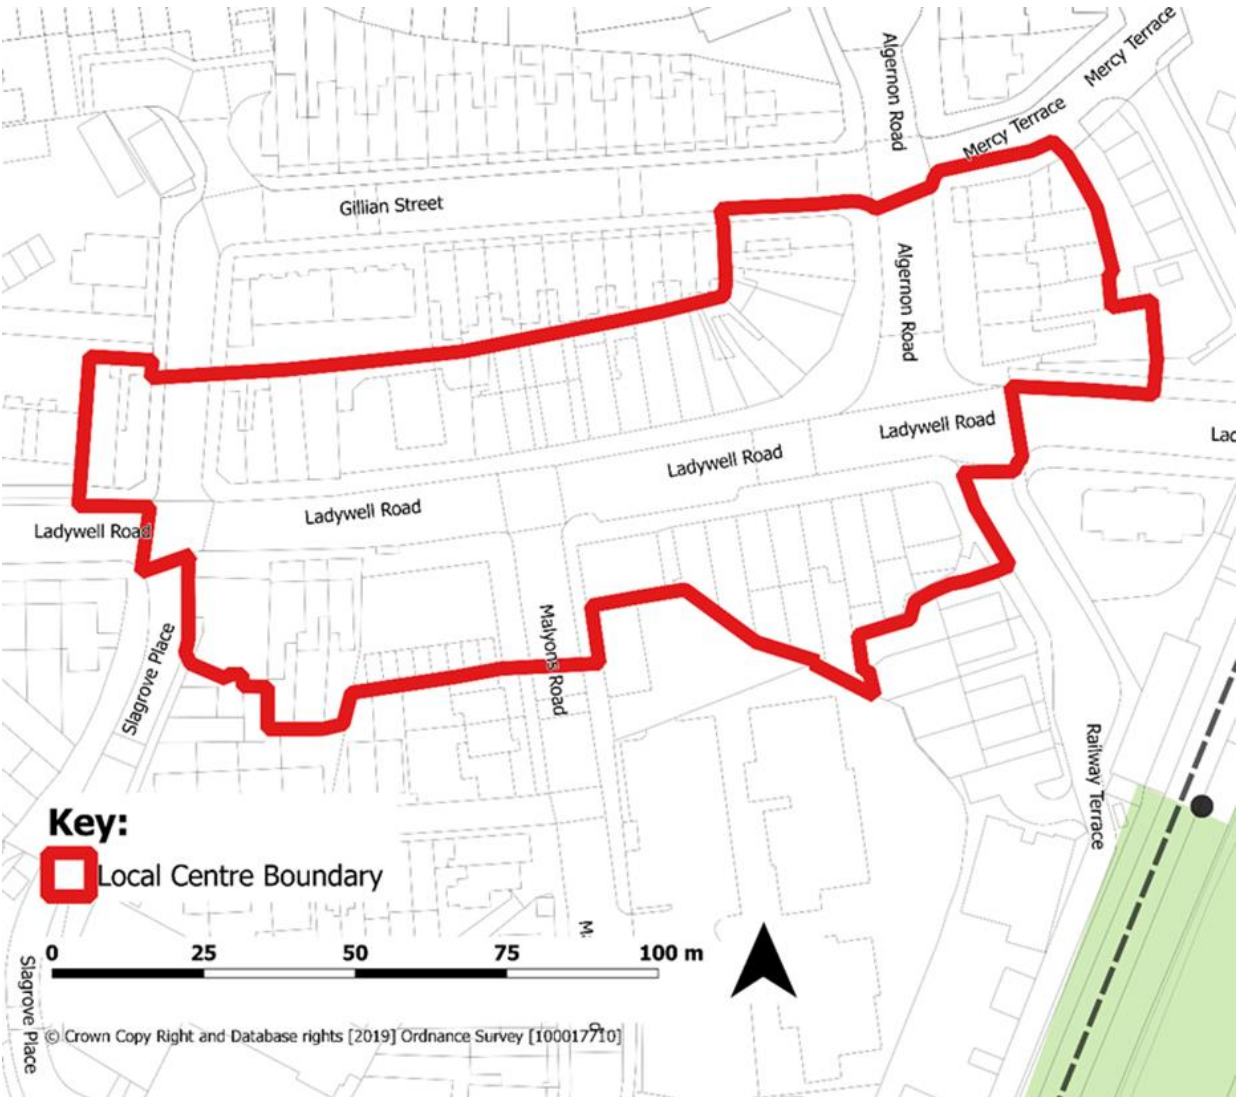 Mercy Terrace
Algernon Road
Mercy Terrace
Gillian Street
Algernon Road
Ladywell Road
Lad
Ladywell Road
Ladywell Road
Ladywell Road
Malyons Road
Slagrove Place
Railway Terrace
Key:
Local Centre Boundary
M
0 25 50 75 100 m
Slagrove Place
© Crown Copy Right and Database rights [2019] Ordnance Survey [100017710]